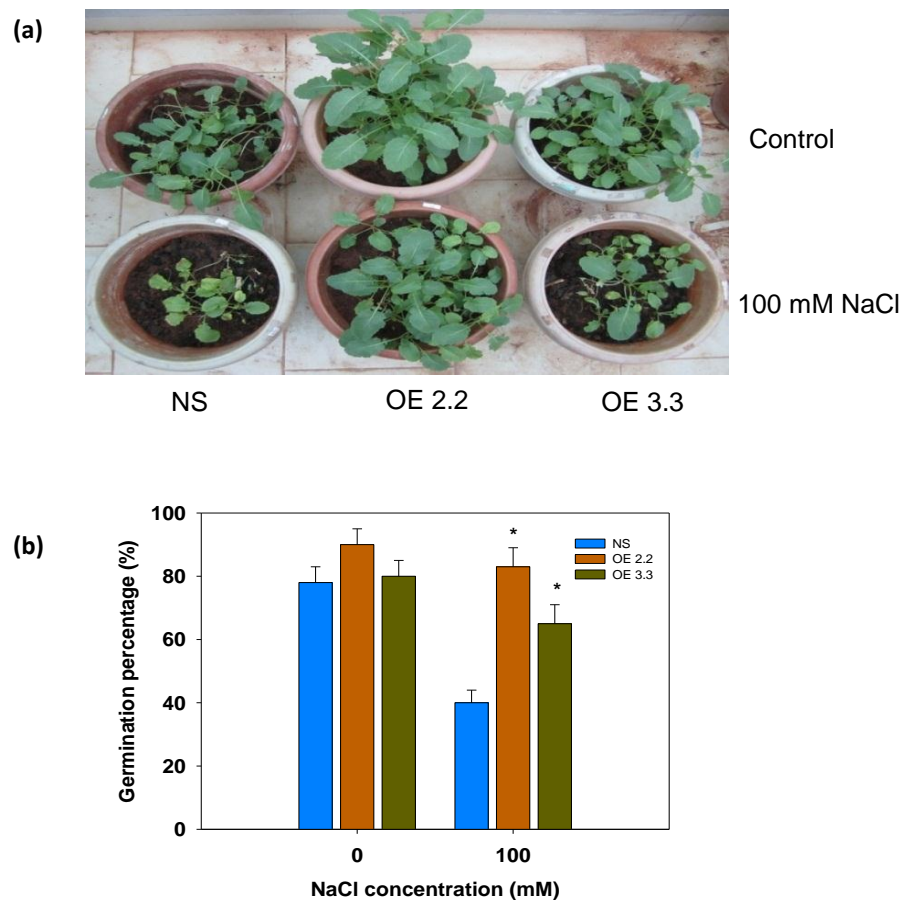 (a)
Control
100 mM NaCl
NS OE 2.2 OE 3.3
(b)
Germination percentage (%)
100
80
60
40
20
0
* *
NS
OE 2.2
OE 3.3
0 100
NaCl concentration (mM)